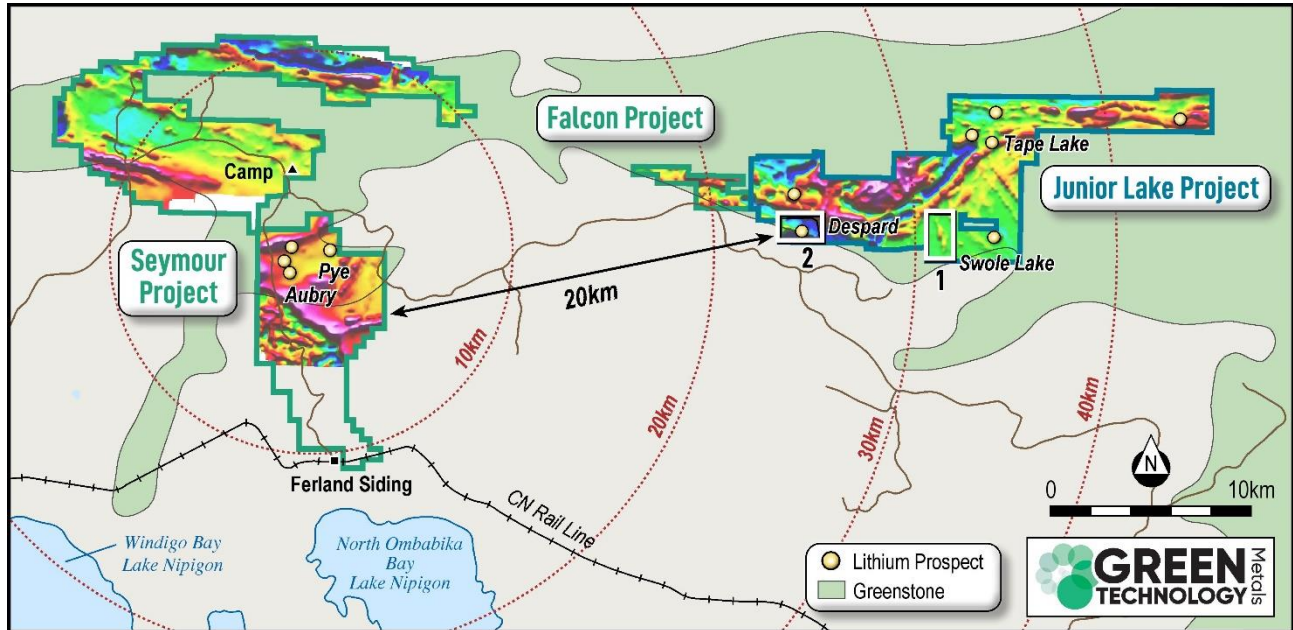 Falcon Project
Tape Lake
Camp
Junior Lake Project
Despard
2
1
Swole Lake
Seymour
Project
Pye
Aubry
20km
10km
20km
30km
40km
N
0
10km
Ferland Siding
CN Rail Line
Windigo Bay
Lake Nipigon
North Ombabika
Bay
Lake Nipigon
Lithium Prospect
Greenstone
GREEN
TECHNOLOGY
Metals